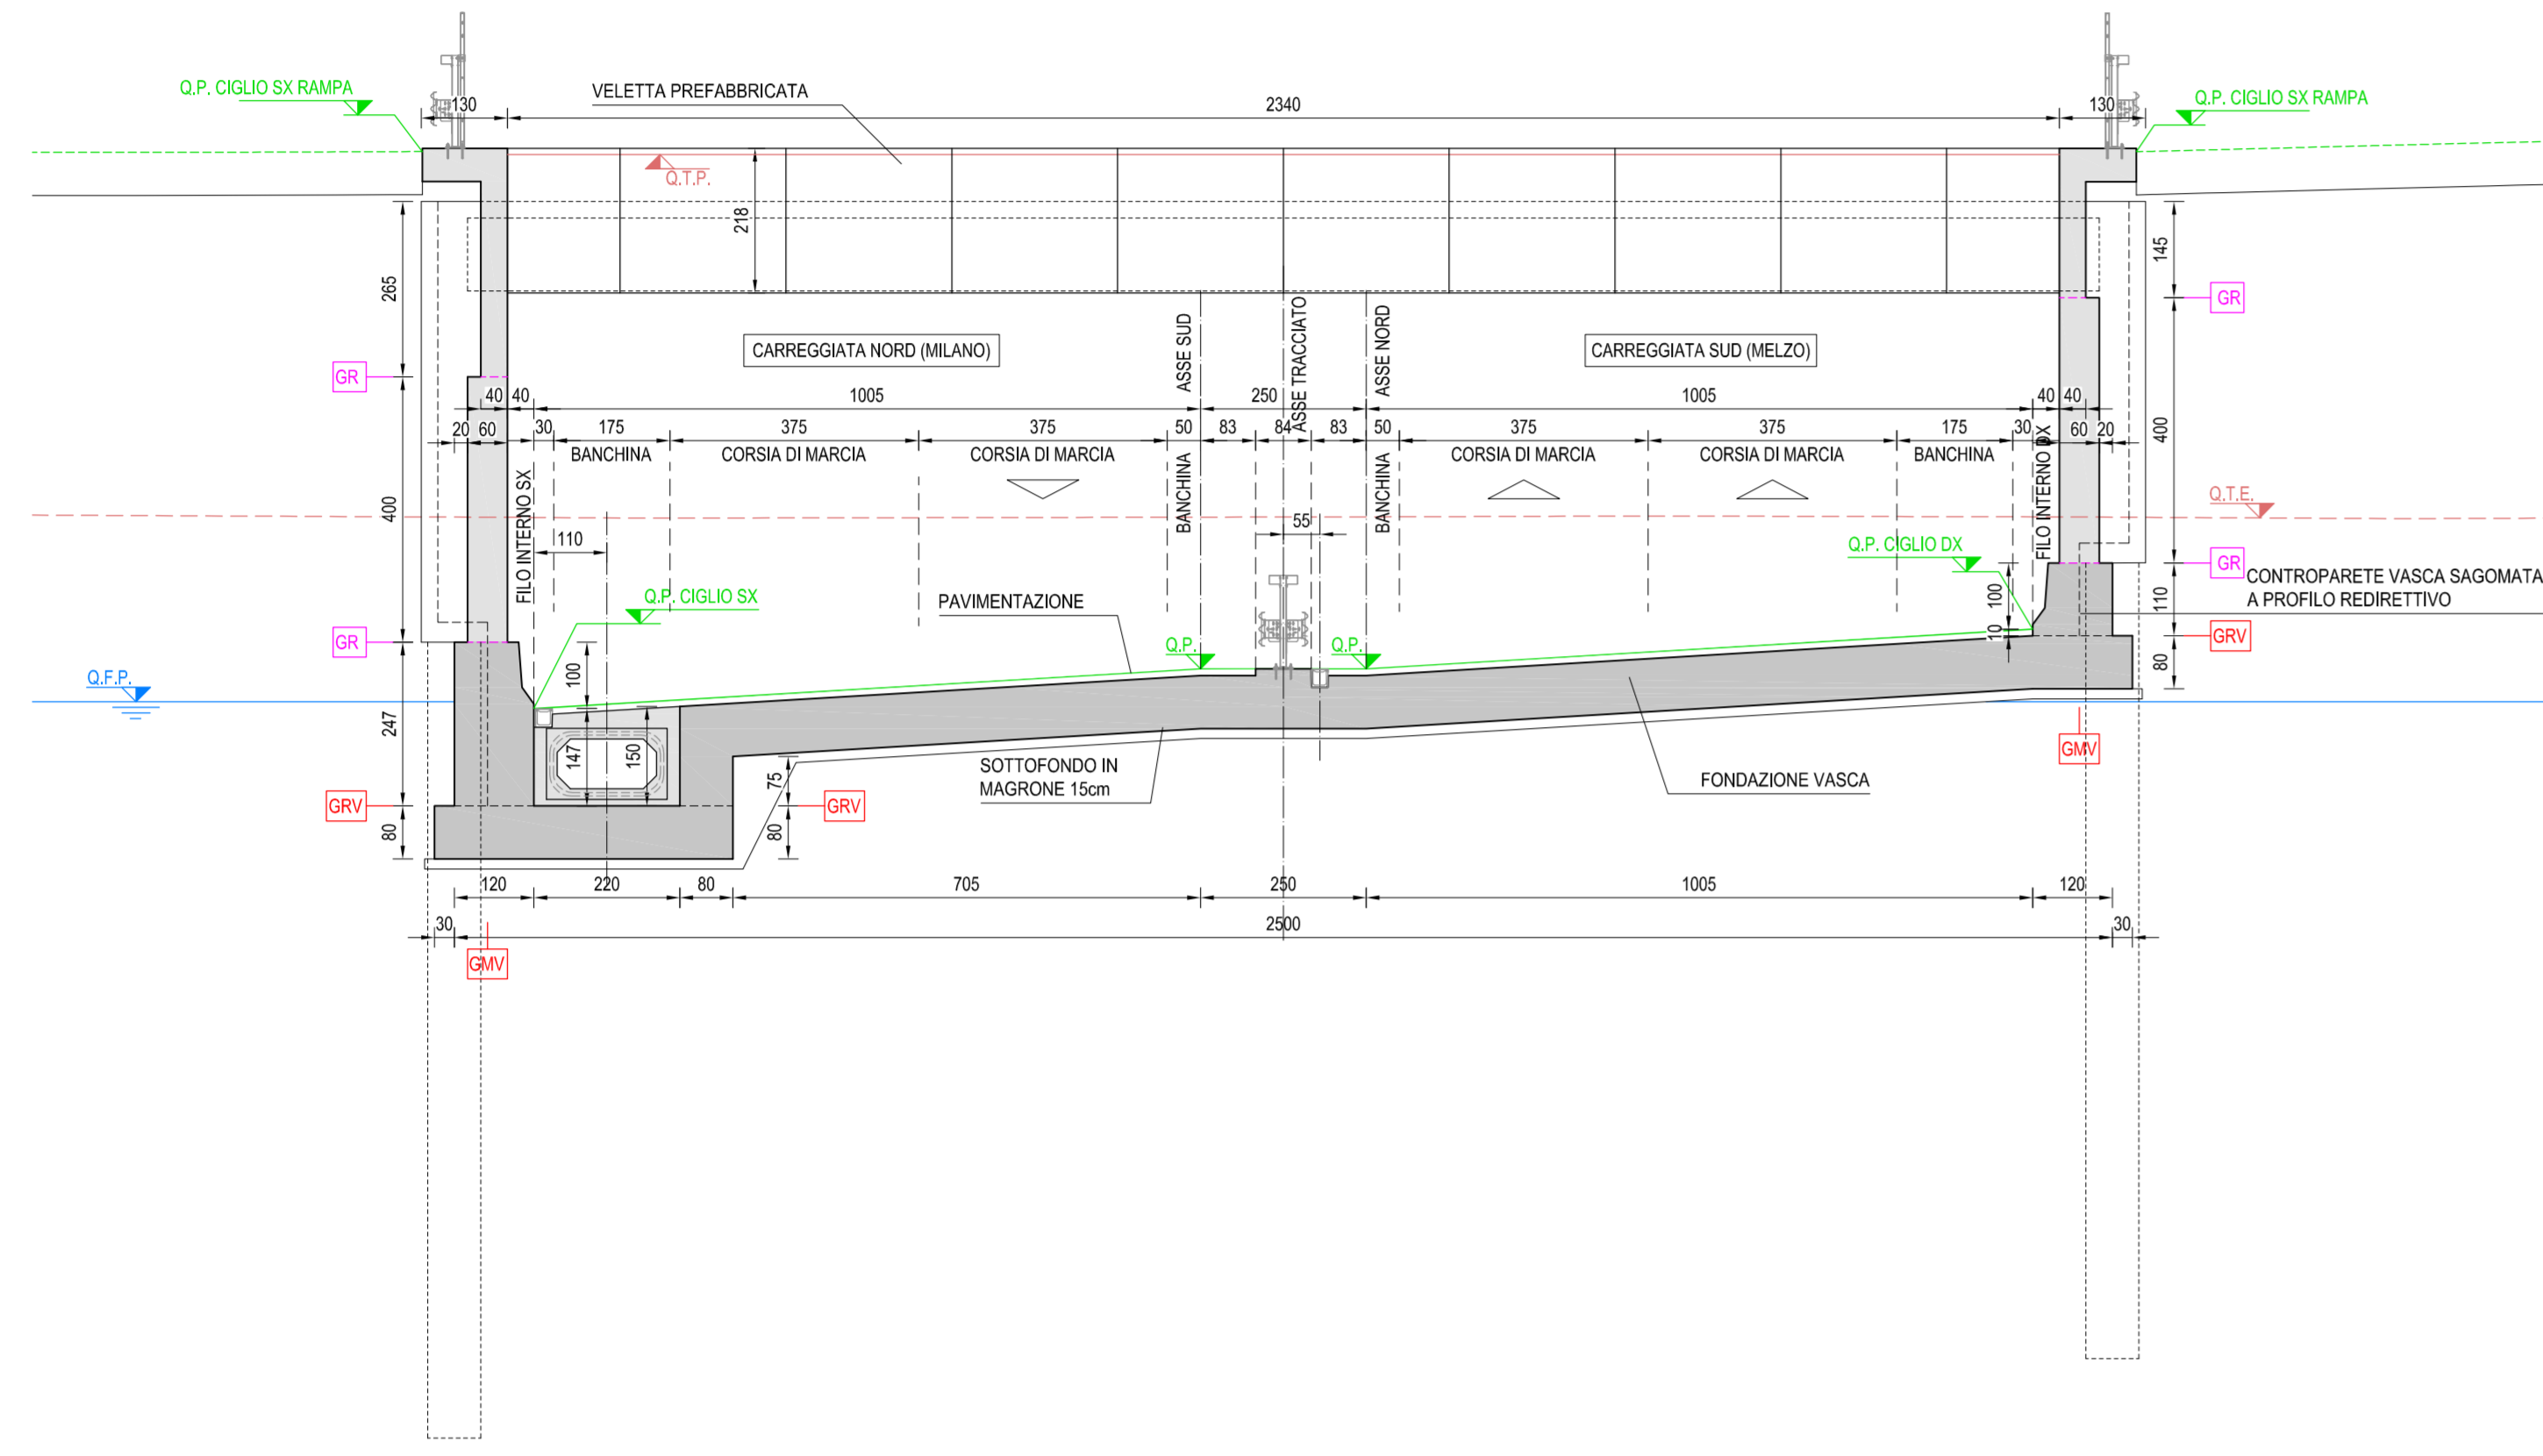 Q.P. CIGLIO SX RAMPA
VELETTA PREFABBRICATA
Q.P. CIGLIO SX RAMPA
130
2340
130
Q.T.P.
218
265
145
GR
GR
CARREGGIATA NORD (MILANO)
ASSE SUD
ASSE TRACCIATO
ASSE NORD
CARREGGIATA SUD (MELZO)
40
40
1005
250
1005
40
40
20
60
30
175
375
375
50
83
84
83
50
375
375
175
30
60
20
BANCHINA
CORSIA DI MARCIA
CORSIA DI MARCIA
BANCHINA
BANCHINA
CORSIA DI MARCIA
CORSIA DI MARCIA
BANCHINA
400
400
FILO INTERNO SX
FILO INTERNO DX
Q.T.E.
55
110
Q.P. CIGLIO DX
GR
CONTROPARETE VASCA SAGOMATA
A PROFILO REDIRETTIVO
Q.P. CIGLIO SX
PAVIMENTAZIONE
100
110
10
GR
GRV
Q.P.
Q.P.
100
80
Q.F.P.
247
147
150
75
SOTTOFONDO IN
MAGRONE 15cm
FONDAZIONE VASCA
GMV
GRV
GRV
80
80
120
220
80
705
250
1005
120
30
2500
30
GMV